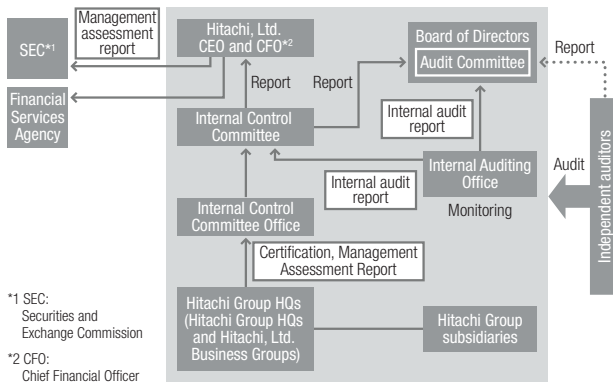 Management
assessment
report
SEC*1
Financial
Services
Agency
Hitachi, Ltd.
CEO and CFO*2
Board of Directors
Audit Committee
Report
Report
Report
Internal Control
Committee
Internal audit
report
Audit
Independent auditors
Internal Auditing
Office
Internal audit
report
Monitoring
Internal Control
Committee Office
Certification, Management
Assessment Report
Hitachi Group HQs
(Hitachi Group HQs
and Hitachi, Ltd.
Business Groups)
Hitachi Group
subsidiaries
*1 SEC:
Securities and
Exchange Commission
*2 CFO:
Chief Financial Officer